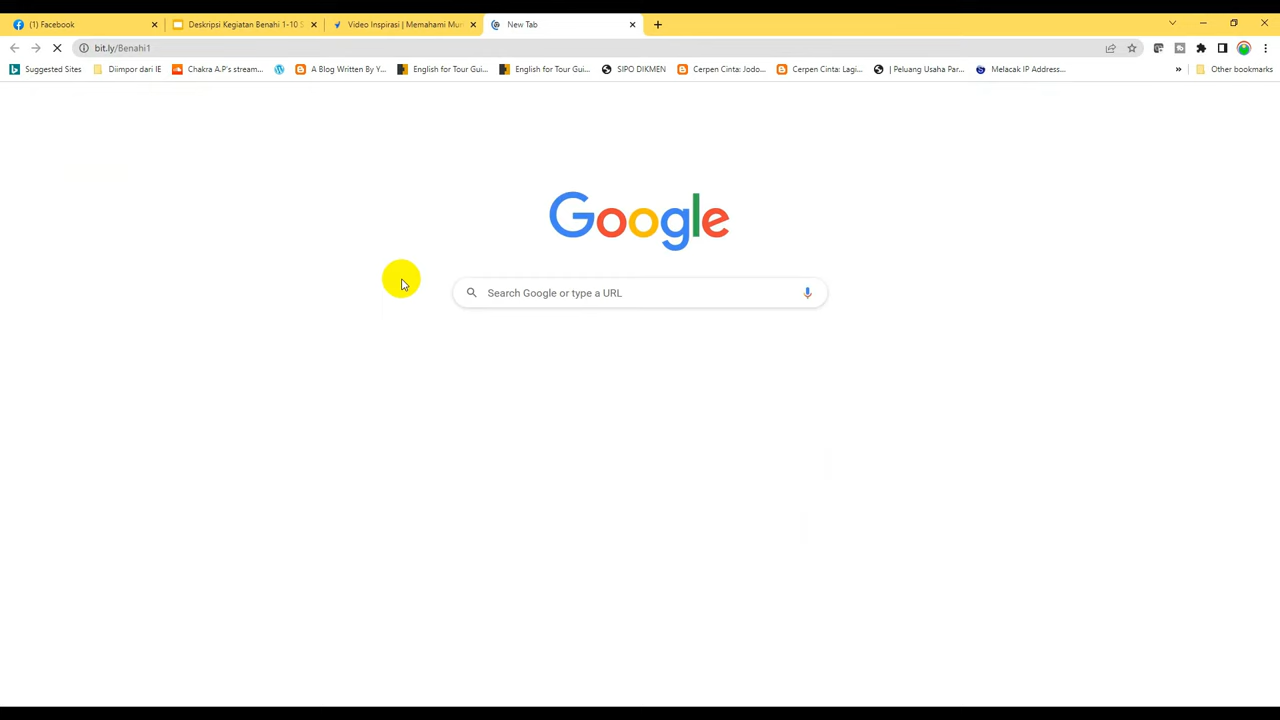 (1) Facebook
Deskripsi Kegiatan Benahi 1-10 S
Video Inspirasi | Memahami Mur
New Tab
bit.ly/Benahi1
Suggested Sites
Diimpor dari IE
Chakra A.P's stream...
A Blog Written By Y...
English for Tour Gui...
English for Tour Gui...
SIPO DIKMEN
Cerpen Cinta: Jodo...
Cerpen Cinta: Lagi...
| Peluang Usaha Par...
Melacak IP Address...
»
Other bookmarks
Google
Search Google or type a URL